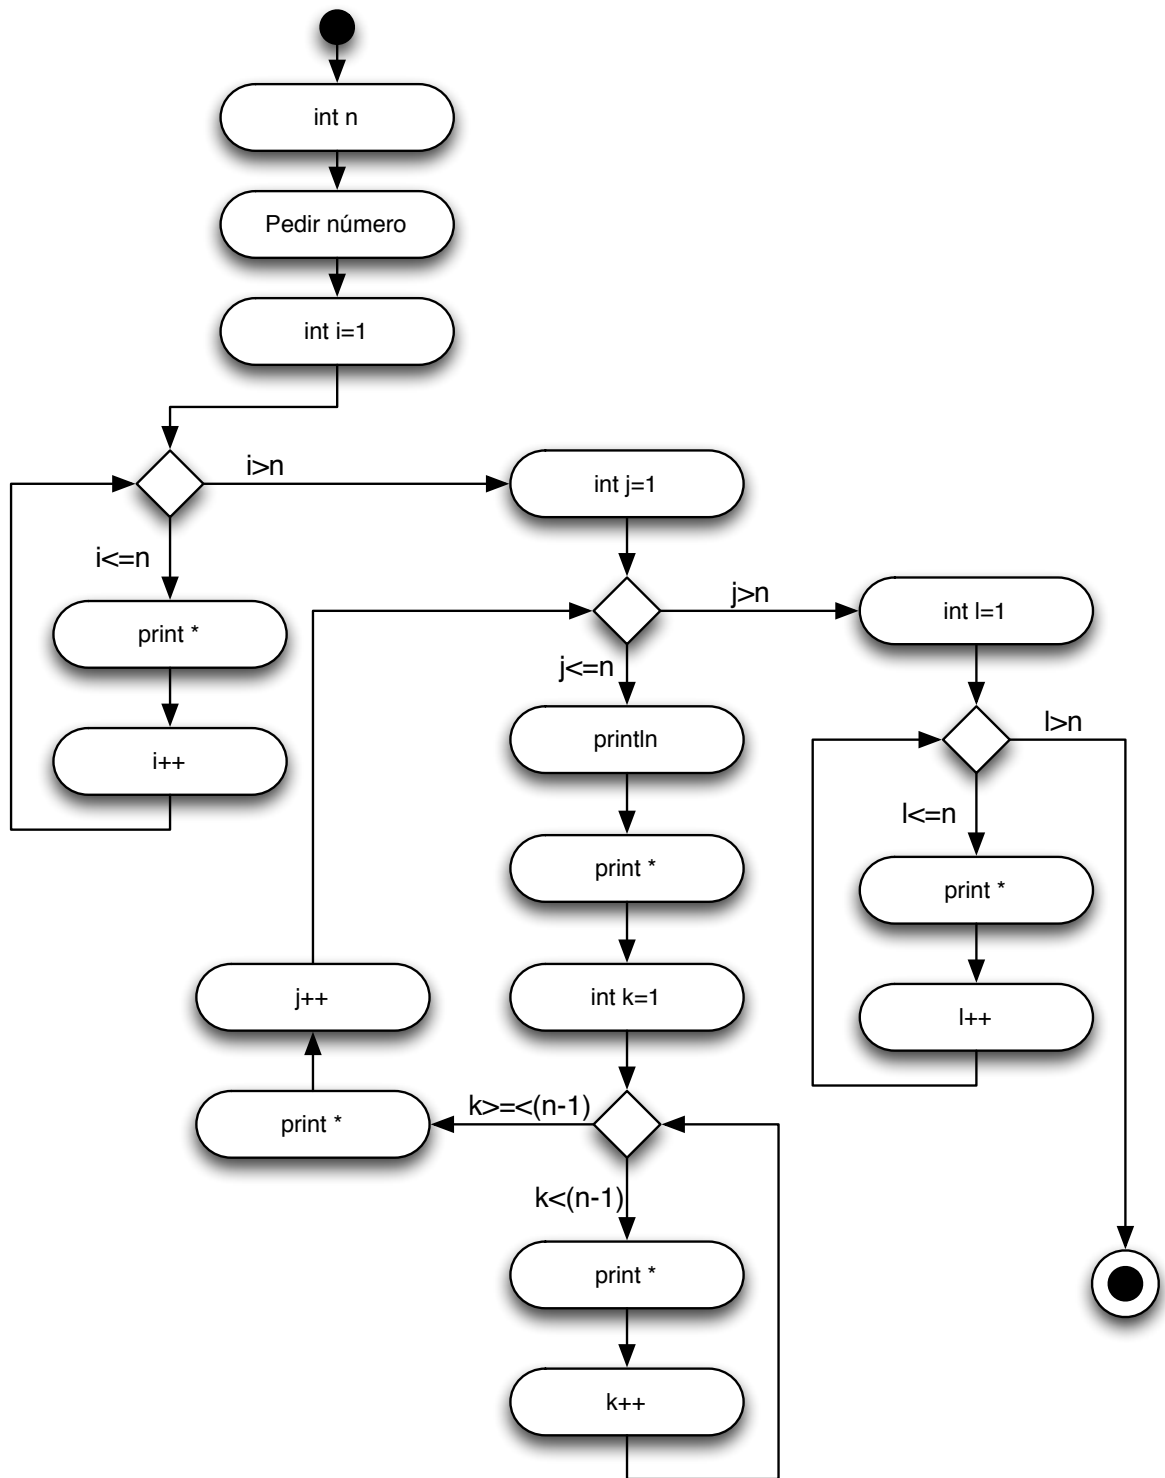 int n
Pedir número
int i=1
i>n
int j=1
i<=n
print *
i++
j>n
int l=1
j<=n
println
l>n
l<=n
print *
print *
l++
int k=1
j++
k>=<(n-1)
print *
k<(n-1)
print *
k++